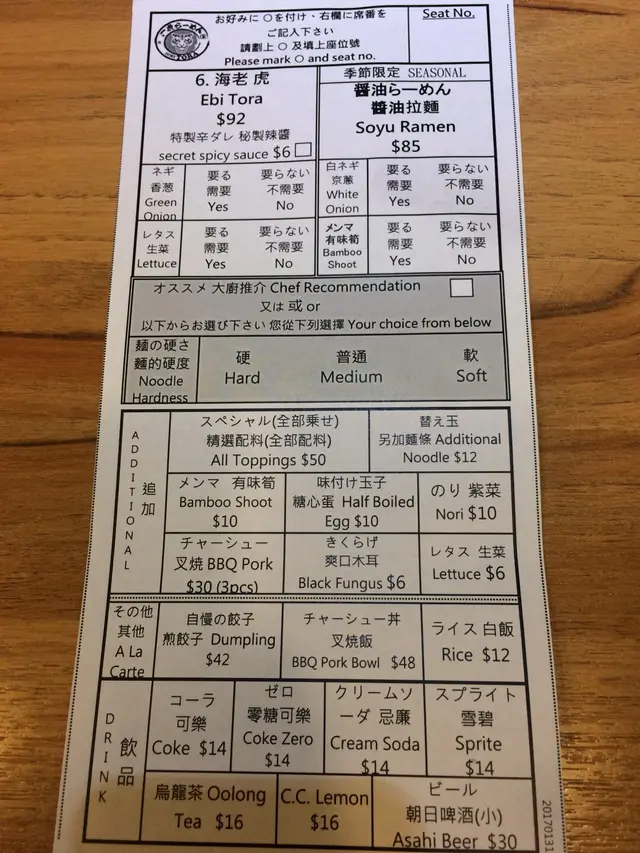 お好みに ○を付け・右欄に席番を
ご記入下さい
請劃上 ○ 及填上座位號
Please mark ○ and seat no.
Seat No.
6. 海老 虎
Ebi Tora
$92
特製辛ダレ 秘製辣醬
secret spicy sauce $6
季節限定 SEASONAL
醤油らーめん
醬油拉麵
Soyu Ramen
$85
ネギ
香蔥
Green
Onion
要る
需要
Yes
要らない
不需要
No
白ネギ
京蔥
White
Onion
要る
需要
Yes
要らない
不需要
No
レタス
生菜
Lettuce
要る
需要
Yes
要らない
不需要
No
メンマ
有味筍
Bamboo
Shoot
要る
需要
Yes
要らない
不需要
No
オススメ 大廚推介 Chef Recommendation
又は 或 or
以下からお選び下さい 您從下列選擇 Your choice from below
麺の硬さ
麵的硬度
Noodle
Hardness
硬
Hard
普通
Medium
軟
Soft
ADDITIONAL
追加
スペシャル(全部乗せ)
精選配料(全部配料)
All Toppings $50
替え玉
另加麵條 Additional
Noodle $12
メンマ 有味筍
Bamboo Shoot
$10
味付け玉子
糖心蛋 Half Boiled
Egg $10
のり 紫菜
Nori $10
チャーシュー
叉燒 BBQ Pork
$30 (3pcs)
きくらげ
爽口木耳
Black Fungus $6
レタス 生菜
Lettuce $6
その他
其他
A La
Carte
自慢の餃子
煎餃子 Dumpling
$42
チャーシュー丼
叉燒飯
BBQ Pork Bowl $48
ライス 白飯
Rice $12
DRINK
飲品
コーラ
可樂
Coke $14
ゼロ
零糖可樂
Coke Zero
$14
クリームソ
ーダ 忌廉
Cream Soda
$14
スプライト
雪碧
Sprite
$14
烏龍茶 Oolong
Tea $16
C.C. Lemon
$16
ビール
朝日啤酒(小)
Asahi Beer $30
20170131